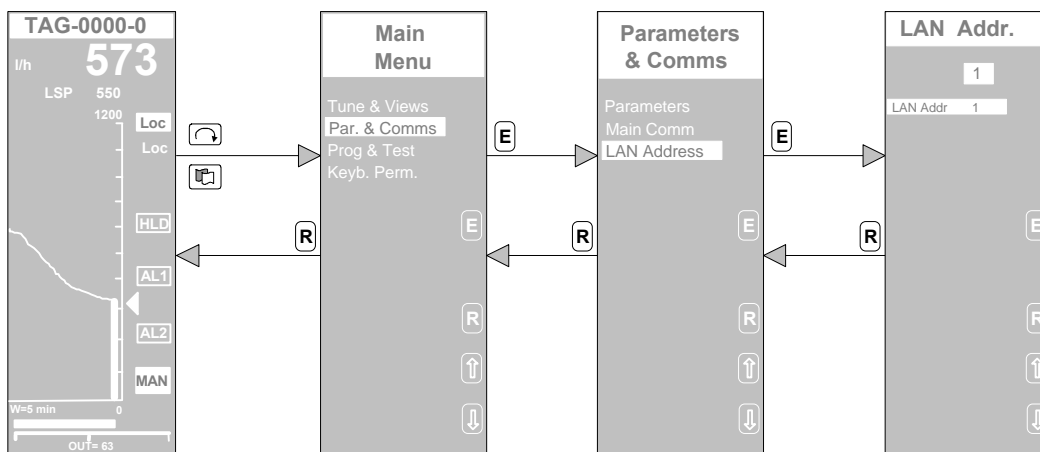 TAG-0000-0
l/h 573
LSP 550
1200
Loc
Loc
HLD
AL1
AL2
MAN
W=5 min 0
OUT= 63
R
Main
Menu
Tune & Views
Par. & Comms
Prog & Test
Keyb. Perm.
E
R
E
R
Parameters
& Comms
Parameters
Main Comm
LAN Address
E
R
E
R
LAN Addr.
1
LAN Addr 1
E
R